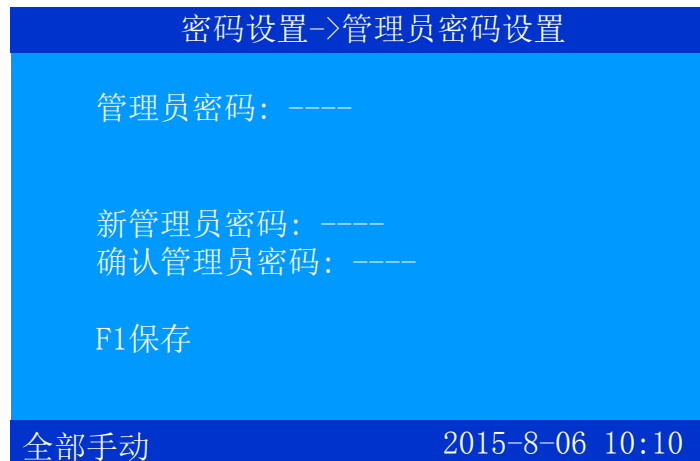 密码设置->管理员密码设置
管理员密码: ----
新管理员密码: ----
确认管理员密码: ----
F1保存
全部手动 2015-8-06 10:10